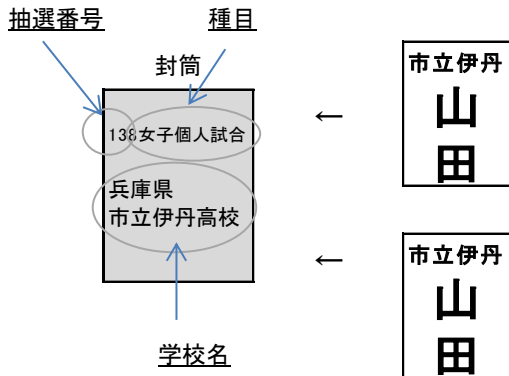 抽選番号
種目
封筒
138女子個人試合
兵庫県
市立伊丹高校
学校名
←
市立伊丹
山
田
←
市立伊丹
山
田